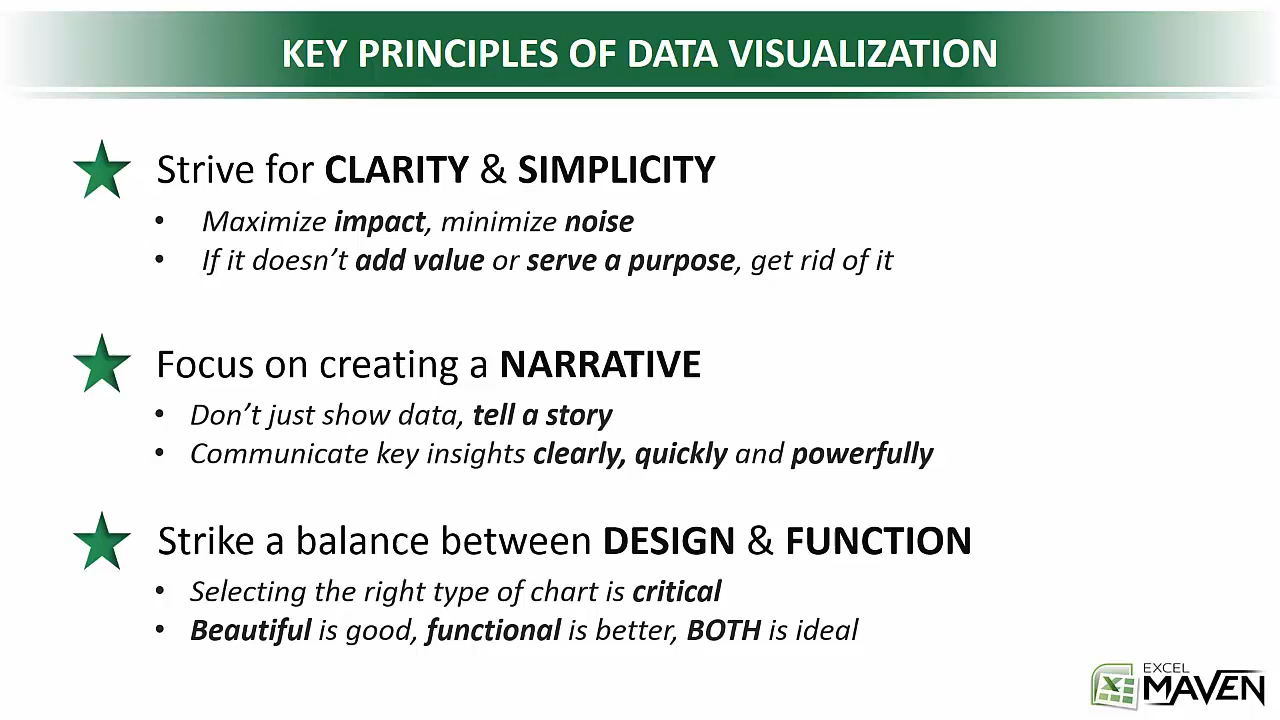 KEY PRINCIPLES OF DATA VISUALIZATION
Strive for CLARITY & SIMPLICITY
• Maximize impact, minimize noise
• If it doesn't add value or serve a purpose, get rid of it
Focus on creating a NARRATIVE
• Don't just show data, tell a story
• Communicate key insights clearly, quickly and powerfully
Strike a balance between DESIGN & FUNCTION
• Selecting the right type of chart is critical
• Beautiful is good, functional is better, BOTH is ideal
EXCEL
MAVEN